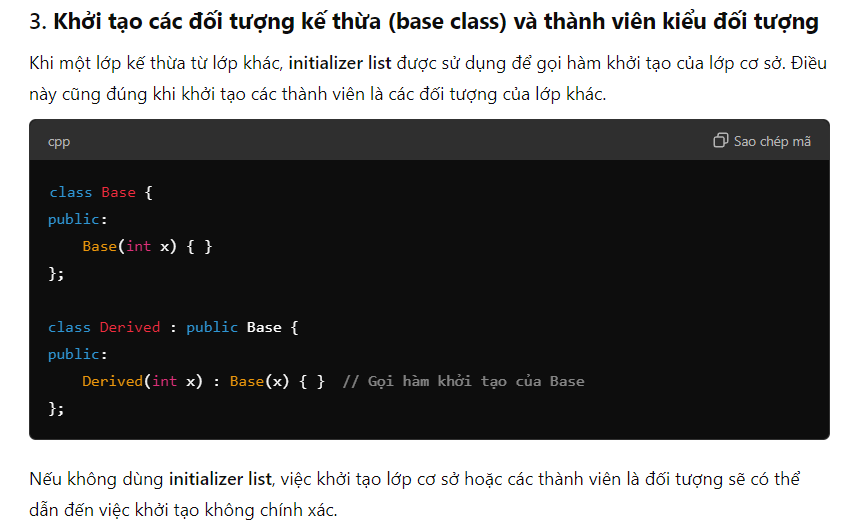 3. Khởi tạo các đối tượng kế thừa (base class) và thành viên kiểu đối tượng
Khi một lớp kế thừa từ lớp khác, initializer list được sử dụng để gọi hàm khởi tạo của lớp cơ sở. Điều
này cũng đúng khi khởi tạo các thành viên là các đối tượng của lớp khác.
cpp
Sao chép mã
class Base {
public:
    Base(int x) { }
};

class Derived : public Base {
public:
    Derived(int x) : Base(x) { }  // Gọi hàm khởi tạo của Base
};
Nếu không dùng initializer list, việc khởi tạo lớp cơ sở hoặc các thành viên là đối tượng sẽ có thể
dẫn đến việc khởi tạo không chính xác.